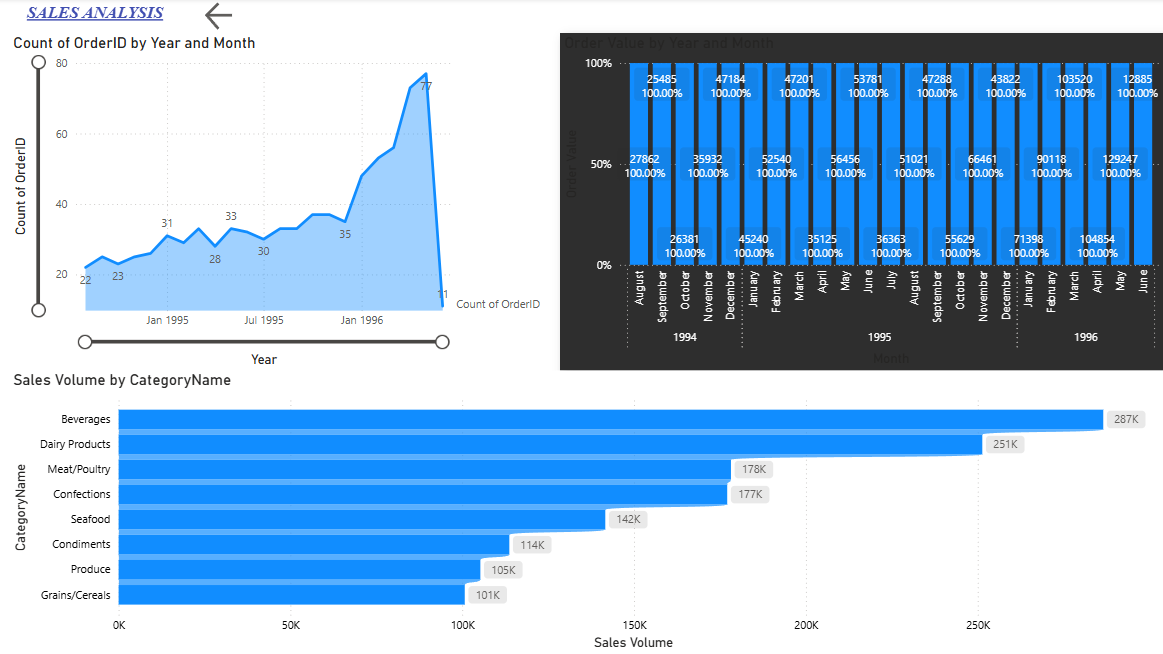 SALES ANALYSIS
Count of OrderID by Year and Month
Count of OrderID
80
60
40
20
22
23
31
28
33
30
35
77
11
Count of OrderID
Jan 1995
Jul 1995
Jan 1996
Year
Order Value by Year and Month
Order Value
100%
50%
0%
25485 47184 47201 53781 47288 43822 103520 12885
100.00% 100.00% 100.00% 100.00% 100.00% 100.00% 100.00% 100.00%
27862 35932 52540 56456 51021 66461 90118 129247
100.00% 100.00% 100.00% 100.00% 100.00% 100.00% 100.00% 100.00%
26381 45240 35125 36363 55629 71398 104854
100.00% 100.00% 100.00% 100.00% 100.00% 100.00% 100.00%
August September October November December January February March April May June July August September October November December January February March April May June
1994 1995 1996
Month
Sales Volume by CategoryName
CategoryName
Beverages 287K
Dairy Products 251K
Meat/Poultry 178K
Confections 177K
Seafood 142K
Condiments 114K
Produce 105K
Grains/Cereals 101K
0K 50K 100K 150K 200K 250K
Sales Volume